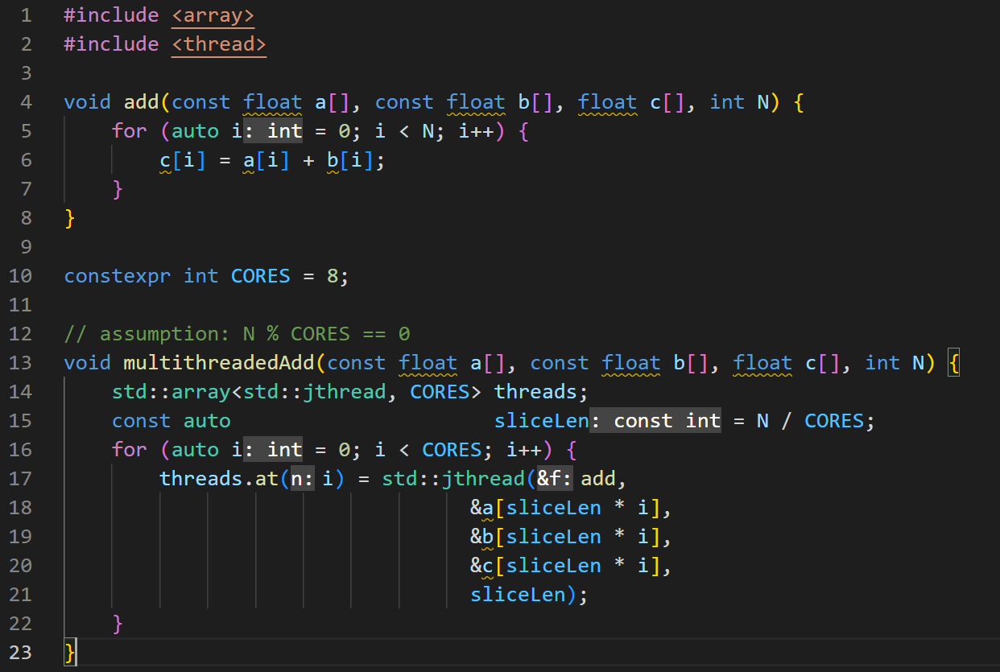 1 #include <array>
2 #include <thread>
3
4 void add(const float a[], const float b[], float c[], int N) {
5 for (auto i: int = 0; i < N; i++) {
6 c[i] = a[i] + b[i];
7 }
8 }
9
10 constexpr int CORES = 8;
11
12 // assumption: N % CORES == 0
13 void multithreadedAdd(const float a[], const float b[], float c[], int N) {
14 std::array<std::jthread, CORES> threads;
15 const auto sliceLen: const int = N / CORES;
16 for (auto i: int = 0; i < CORES; i++) {
17 threads.at(n: i) = std::jthread(&f: add,
18 &a[sliceLen * i],
19 &b[sliceLen * i],
20 &c[sliceLen * i],
21 sliceLen);
22 }
23 }